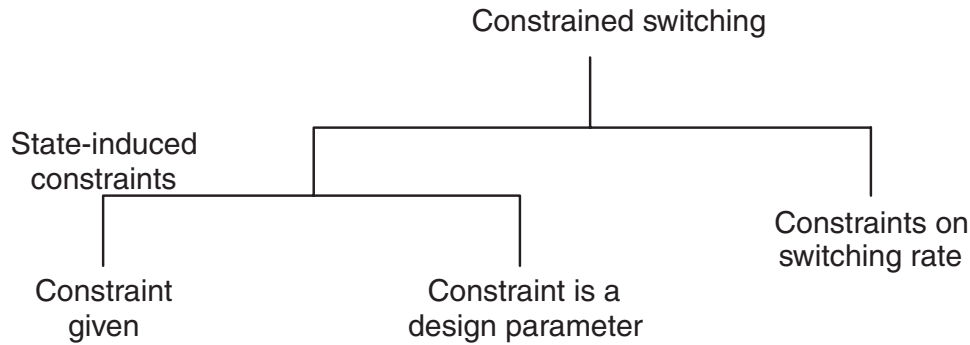 Constrained switching
State-induced
constraints
Constraints on
switching rate
Constraint
given
Constraint is a
design parameter